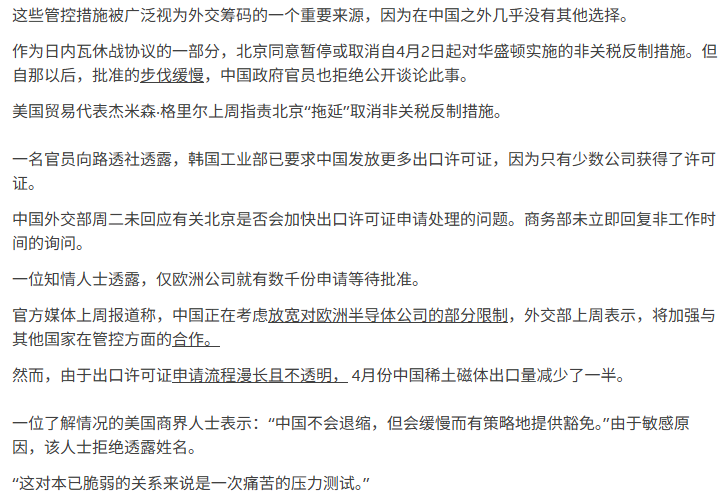 这些管控措施被广泛视为外交筹码的一个重要来源，因为在中国之外几乎没有其他选择。
作为日内瓦休战协议的一部分，北京同意暂停或取消自4月2日起对华盛顿实施的非关税反制措施。但
自那以后，批准的步伐缓慢，中国政府官员也拒绝公开谈论此事。
美国贸易代表杰米森·格里尔上周指责北京“拖延”取消非关税反制措施。
一名官员向路透社透露，韩国工业部已要求中国发放更多出口许可证，因为只有少数公司获得了许可
证。
中国外交部周二未回应有关北京是否会加快出口许可证申请处理的问题。商务部未立即回复非工作时
间的询问。
一位知情人士透露，仅欧洲公司就有数千份申请等待批准。
官方媒体上周报道称，中国正在考虑放宽对欧洲半导体公司的部分限制，外交部上周表示，将加强与
其他国家在管控方面的合作。
然而，由于出口许可证申请流程漫长且不透明， 4月份中国稀土磁体出口量减少了一半。
一位了解情况的美国商界人士表示：“中国不会退缩，但会缓慢而有策略地提供豁免。”由于敏感原
因，该人士拒绝透露姓名。
“这对本已脆弱的关系来说是一次痛苦的压力测试。”